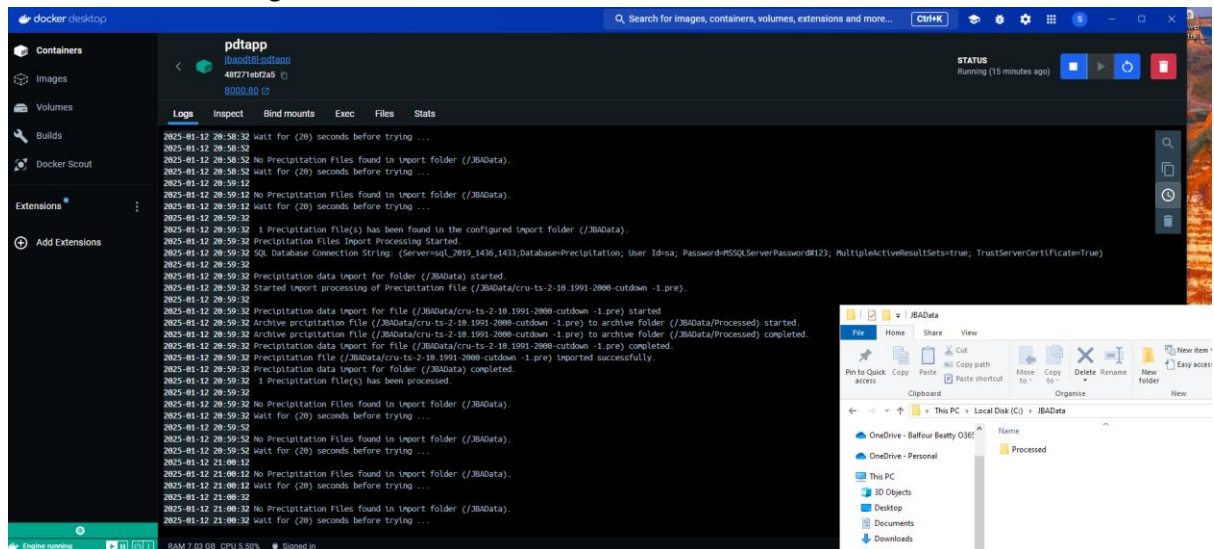 docker desktop
Search for images, containers, volumes, extensions and more...
Ctrl+K
S
Containers
Images
Volumes
Builds
Docker Scout
Extensions
Add Extensions
pdtapp
jbapdt8l-pdtapp
48f271ebf2a5
8000:80
STATUS
Running (15 minutes ago)
Logs Inspect Bind mounts Exec Files Stats
2025-01-12 20:58:32 Wait for (20) seconds before trying ...
2025-01-12 20:58:52
2025-01-12 20:58:52 No Precipitation Files found in import folder (/JBAData).
2025-01-12 20:58:52 Wait for (20) seconds before trying ...
2025-01-12 20:59:12
2025-01-12 20:59:12 No Precipitation Files found in import folder (/JBAData).
2025-01-12 20:59:12 Wait for (20) seconds before trying ...
2025-01-12 20:59:32
2025-01-12 20:59:32 1 Precipitation file(s) has been found in the configured import folder (/JBAData).
2025-01-12 20:59:32 Precipitation Files Import Processing Started.
2025-01-12 20:59:32 SQL Database Connection String: (Server=sql_2019_1436,1433;Database=Precipitation; User Id=sa; Password=MSSQLServerPassword#123; MultipleActiveResultSets=true; TrustServerCertificate=True)
2025-01-12 20:59:32
2025-01-12 20:59:32 Precipitation data import for folder (/JBAData) started.
2025-01-12 20:59:32 Started import processing of Precipitation file (/JBAData/cru-ts-2-10.1991-2000-cutdown -1.pre).
2025-01-12 20:59:32
2025-01-12 20:59:32 Precipitation data import for file (/JBAData/cru-ts-2-10.1991-2000-cutdown -1.pre) started
2025-01-12 20:59:32 Archive prciptation file (/JBAData/cru-ts-2-10.1991-2000-cutdown -1.pre) to archive folder (/JBAData/Processed) started.
2025-01-12 20:59:32 Archive prciptation file (/JBAData/cru-ts-2-10.1991-2000-cutdown -1.pre) to archive folder (/JBAData/Processed) completed.
2025-01-12 20:59:32 Precipitation data import for file (/JBAData/cru-ts-2-10.1991-2000-cutdown -1.pre) completed.
2025-01-12 20:59:32 Precipitation file (/JBAData/cru-ts-2-10.1991-2000-cutdown -1.pre) imported successfully.
2025-01-12 20:59:32 Precipitation data import for folder (/JBAData) completed.
2025-01-12 20:59:32 1 Precipitation file(s) has been processed.
2025-01-12 20:59:32
2025-01-12 20:59:32 No Precipitation Files found in import folder (/JBAData).
2025-01-12 20:59:32 Wait for (20) seconds before trying ...
2025-01-12 20:59:52
2025-01-12 20:59:52 No Precipitation Files found in import folder (/JBAData).
2025-01-12 20:59:52 Wait for (20) seconds before trying ...
2025-01-12 21:00:12
2025-01-12 21:00:12 No Precipitation Files found in import folder (/JBAData).
2025-01-12 21:00:12 Wait for (20) seconds before trying ...
2025-01-12 21:00:32
2025-01-12 21:00:32 No Precipitation Files found in import folder (/JBAData).
2025-01-12 21:00:32 Wait for (20) seconds before trying ...
Engine running
RAM 7.03 GB CPU 5.50% Signed in
JBAData
File Home Share View
Pin to Quick access
Copy
Paste
Cut
Copy path
Paste shortcut
Move to
Copy to
Delete
Rename
New folder
New item
Easy access
Clipboard
Organise
New
This PC > Local Disk (C:) > JBAData
OneDrive - Balfour Beatty O365
OneDrive - Personal
This PC
3D Objects
Desktop
Documents
Downloads
Name
Processed